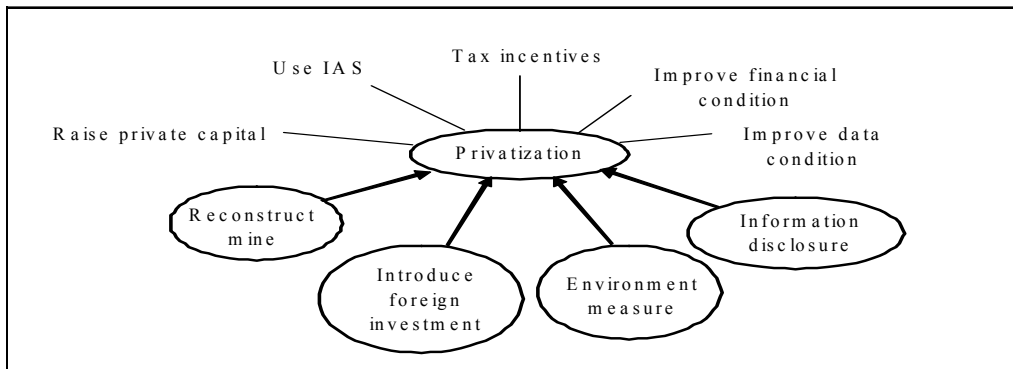 Tax incentives
Use IAS
Improve financial
condition
Raise private capital
Improve data
condition
Privatization
Reconstruct
mine
Information
disclosure
Introduce
foreign
investment
Environment
measure